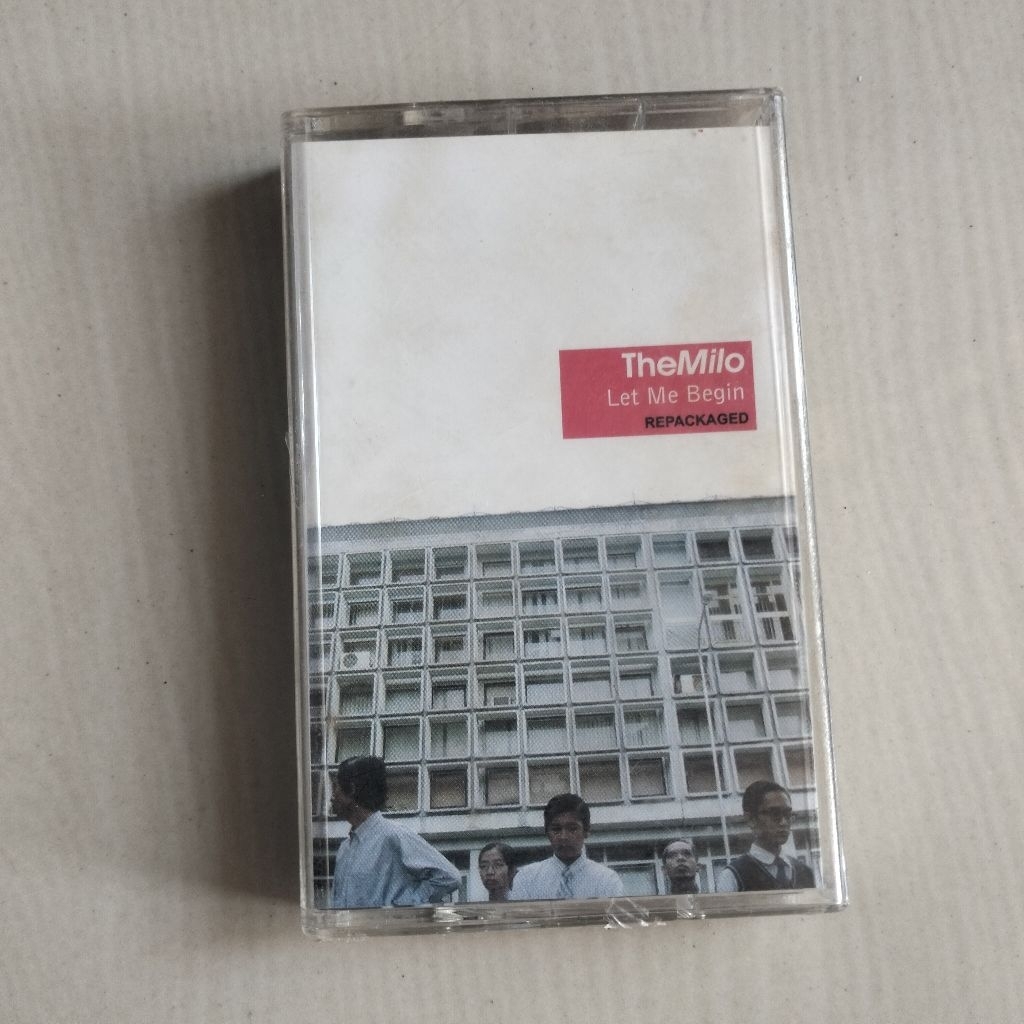 TheMilo
Let Me Begin
REPACKAGED